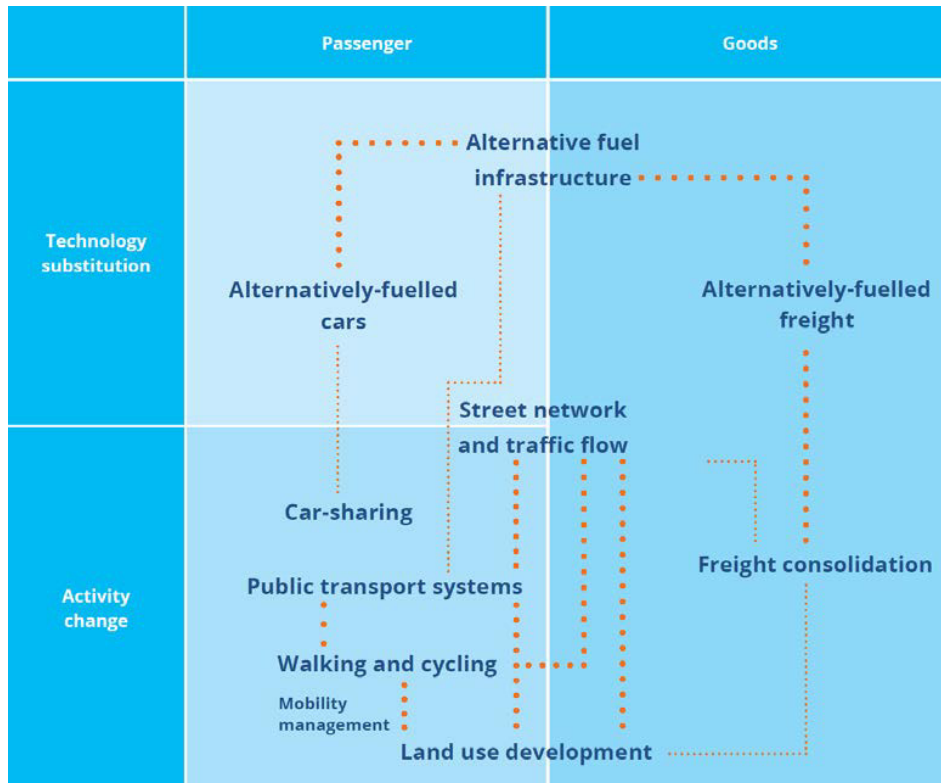 Passenger
Goods
Alternative fuel
infrastructure
Technology
substitution
Alternatively-fuelled
cars
Alternatively-fuelled
freight
Street network
and traffic flow
Car-sharing
Freight consolidation
Public transport systems
Activity
change
Walking and cycling
Mobility
management
Land use development